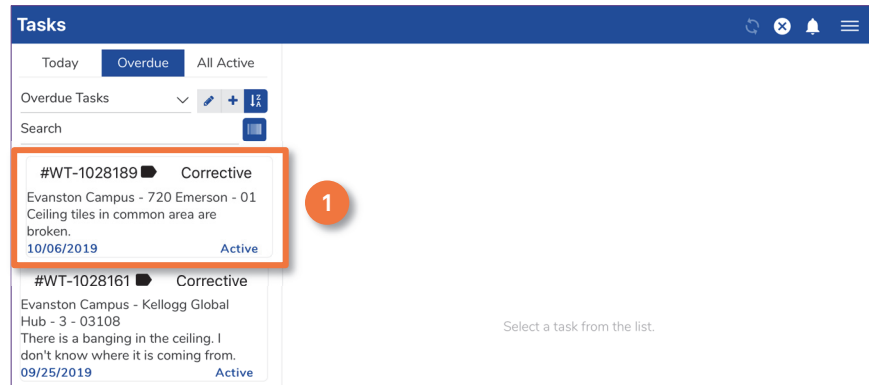 Tasks
Today Overdue All Active
Overdue Tasks
Search
#WT-1028189 Corrective
Evanston Campus - 720 Emerson - 01
Ceiling tiles in common area are
broken.
10/06/2019 Active
1
#WT-1028161 Corrective
Evanston Campus - Kellogg Global
Hub - 3 - 03108
There is a banging in the ceiling. I
don't know where it is coming from.
09/25/2019 Active
Select a task from the list.